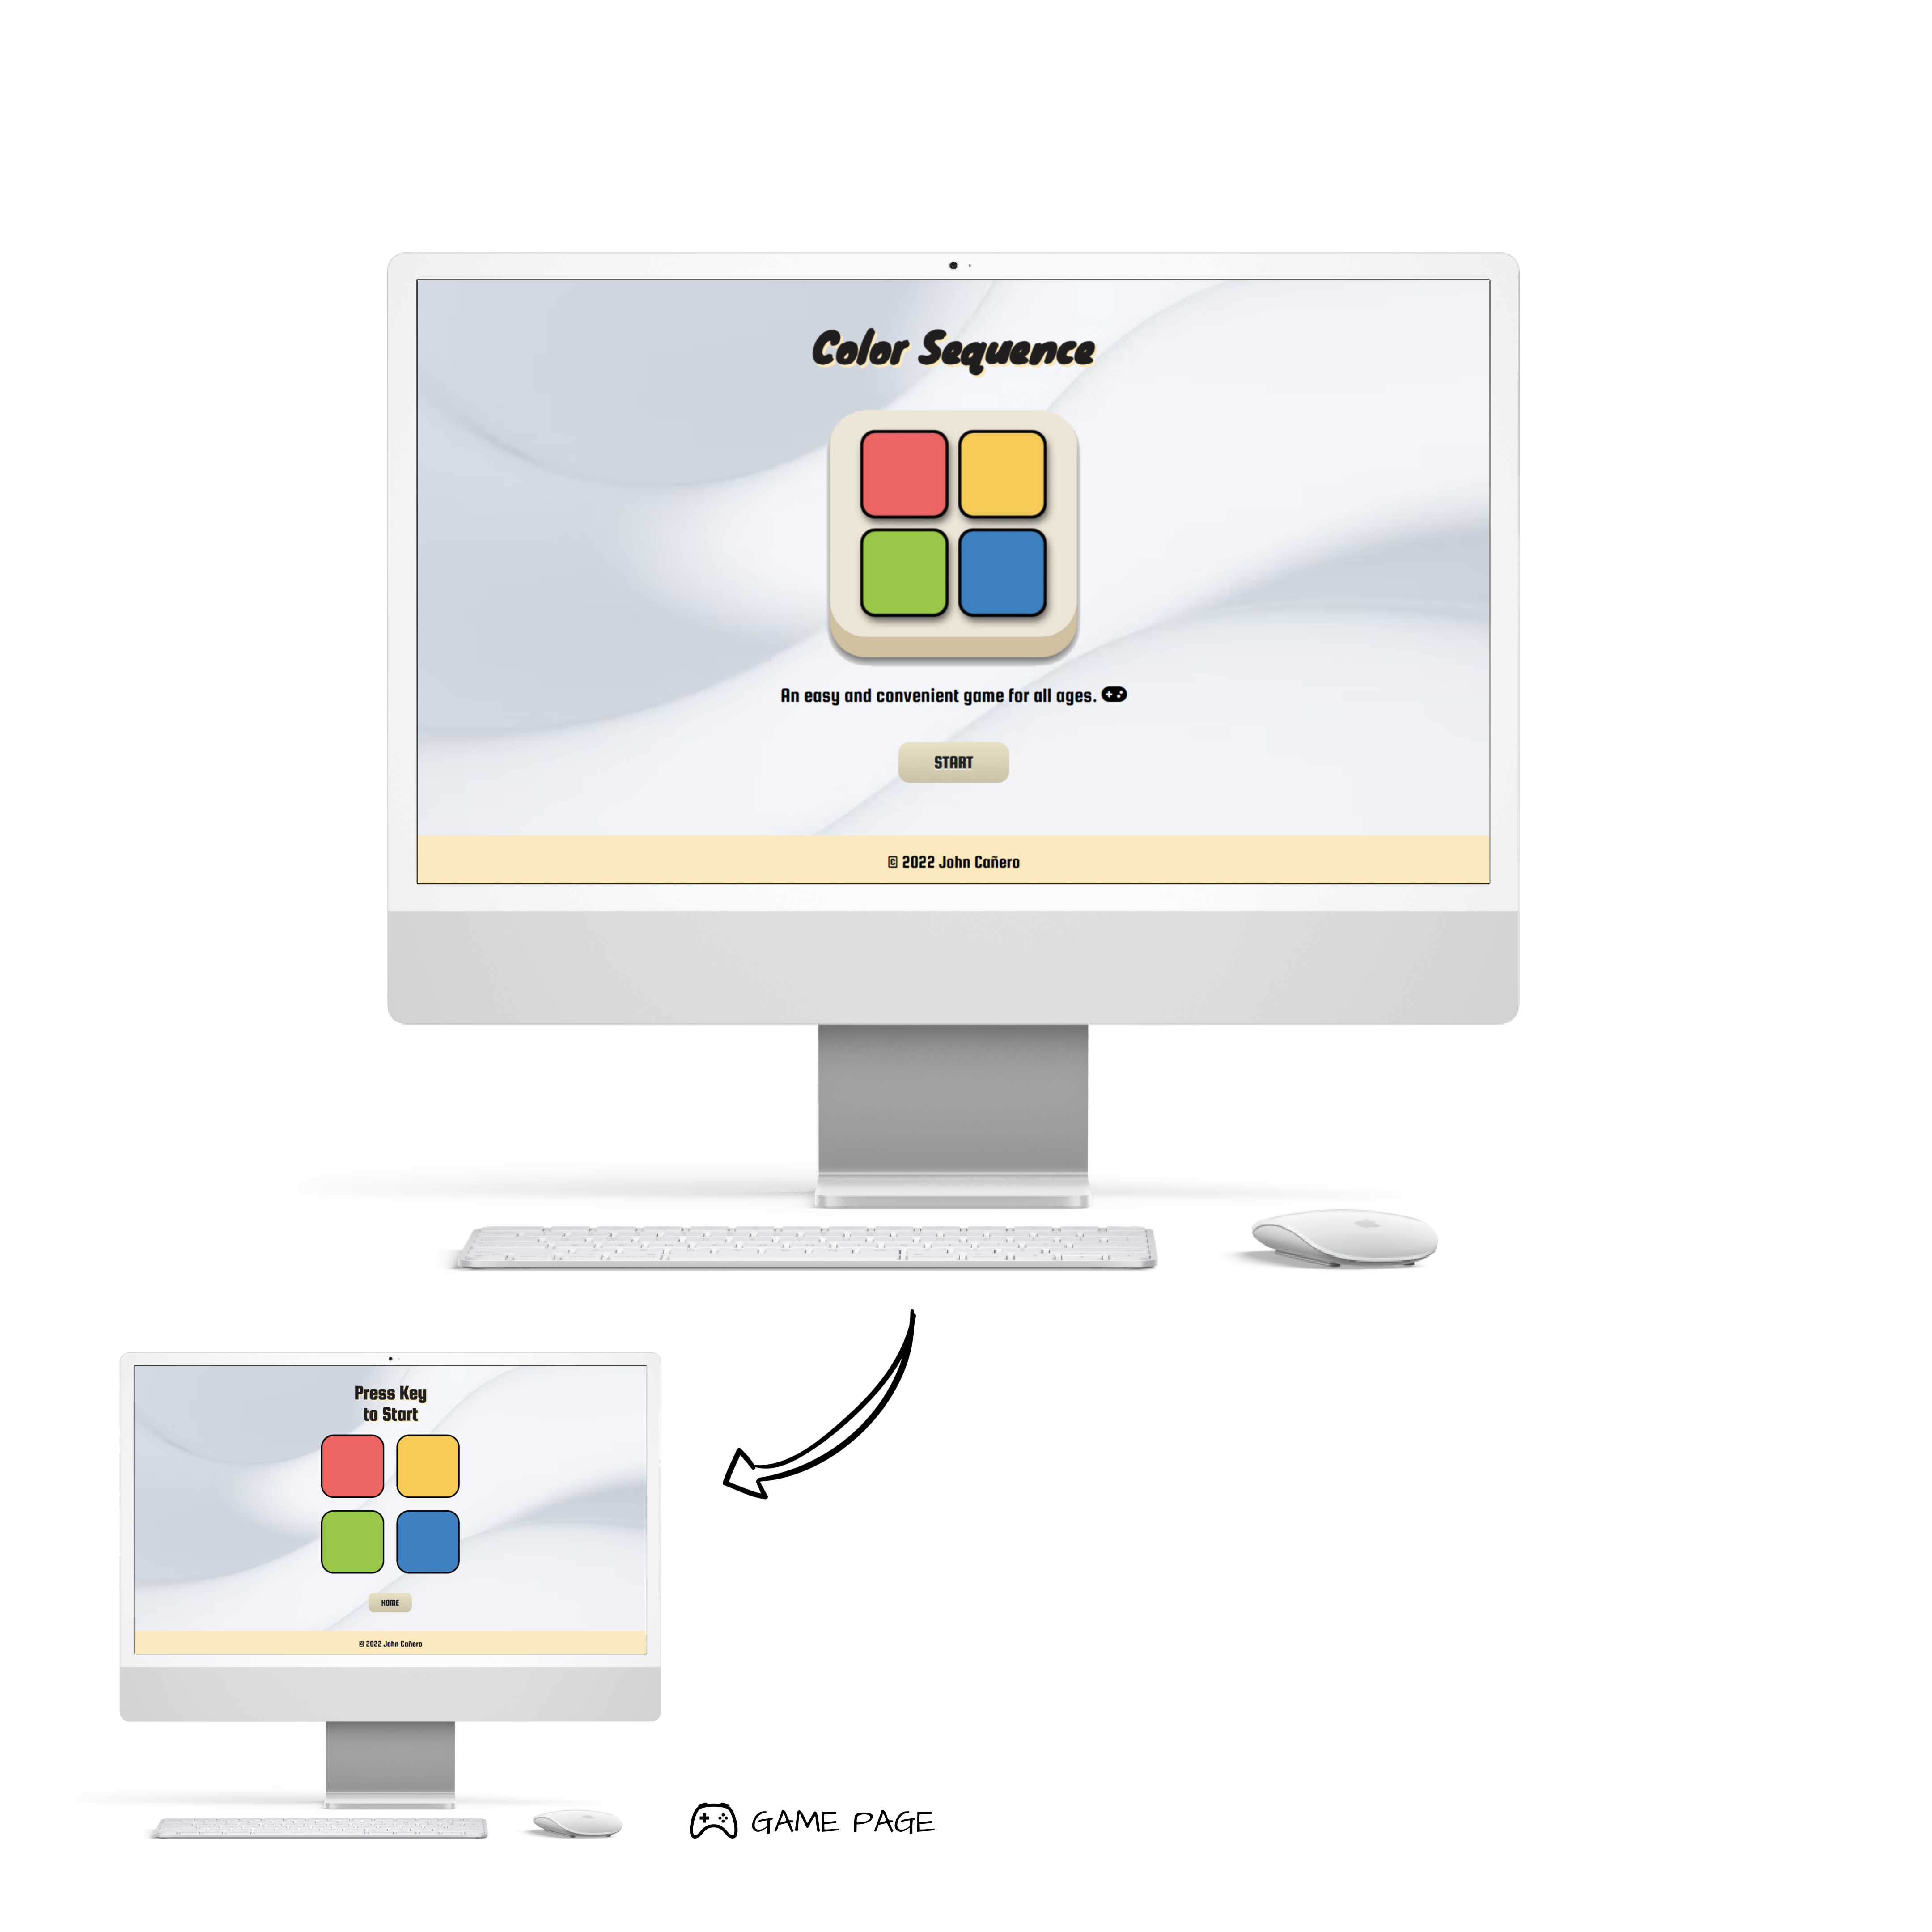 Color Sequence
An easy and convenient game for all ages.
START
© 2022 John Cañero
Press Key
to Start
HOME
© 2022 John Cañero
GAME PAGE